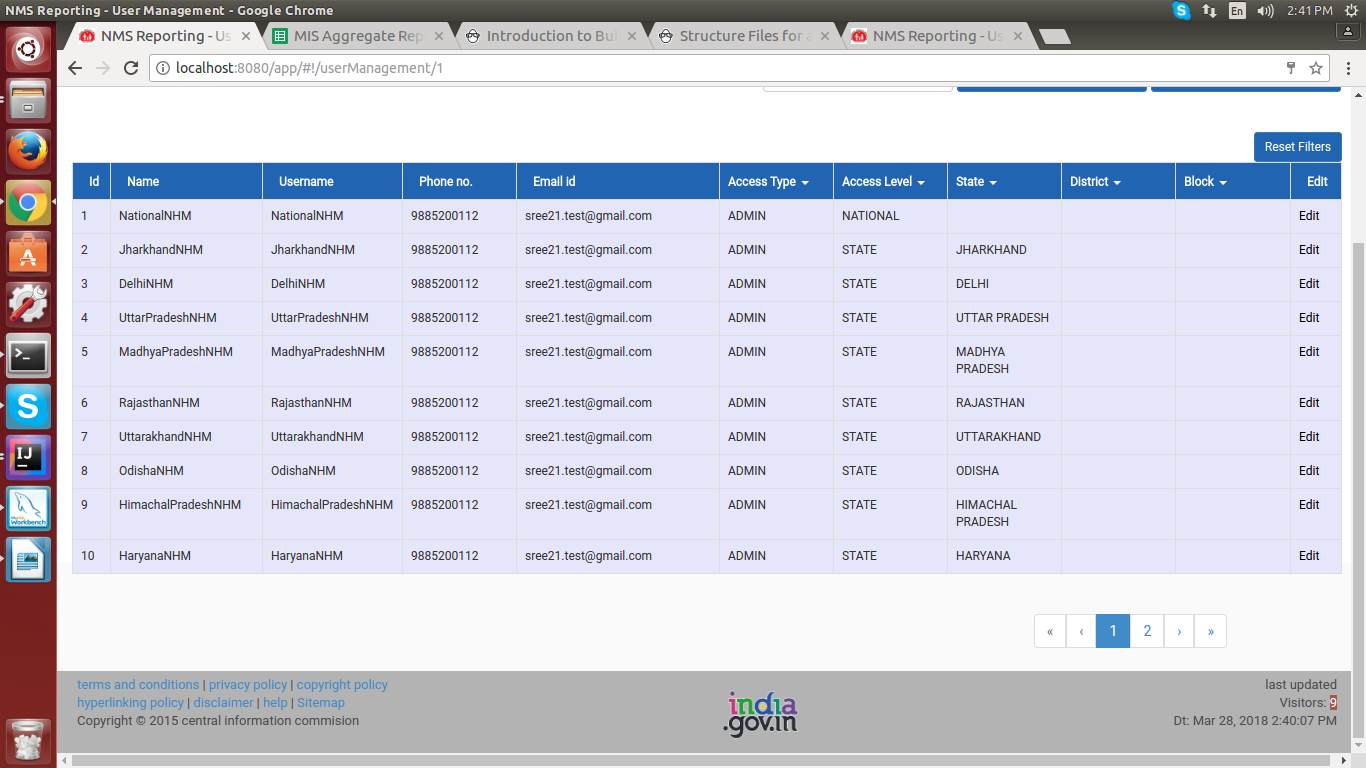 NMS Reporting - User Management - Google Chrome
En
2:41 PM
NMS Reporting - Us
MIS Aggregate Rep
Introduction to Bui
Structure Files for a
NMS Reporting - Us
localhost:8080/app/#!/userManagement/1
Reset Filters
Id Name Username Phone no. Email id Access Type Access Level State District Block Edit
1 NationalNHM NationalNHM 9885200112 sree21.test@gmail.com ADMIN NATIONAL Edit
2 JharkhandNHM JharkhandNHM 9885200112 sree21.test@gmail.com ADMIN STATE JHARKHAND Edit
3 DelhiNHM DelhiNHM 9885200112 sree21.test@gmail.com ADMIN STATE DELHI Edit
4 UttarPradeshNHM UttarPradeshNHM 9885200112 sree21.test@gmail.com ADMIN STATE UTTAR PRADESH Edit
5 MadhyaPradeshNHM MadhyaPradeshNHM 9885200112 sree21.test@gmail.com ADMIN STATE MADHYA Edit
PRADESH
6 RajasthanNHM RajasthanNHM 9885200112 sree21.test@gmail.com ADMIN STATE RAJASTHAN Edit
7 UttarakhandNHM UttarakhandNHM 9885200112 sree21.test@gmail.com ADMIN STATE UTTARAKHAND Edit
8 OdishaNHM OdishaNHM 9885200112 sree21.test@gmail.com ADMIN STATE ODISHA Edit
9 HimachalPradeshNHM HimachalPradeshNHM 9885200112 sree21.test@gmail.com ADMIN STATE HIMACHAL Edit
PRADESH
10 HaryanaNHM HaryanaNHM 9885200112 sree21.test@gmail.com ADMIN STATE HARYANA Edit
« ‹ 1 2 › »
terms and conditions | privacy policy | copyright policy
hyperlinking policy | disclaimer | help | Sitemap
Copyright © 2015 central information commision
india
.gov.in
last updated
Visitors: 9
Dt: Mar 28, 2018 2:40:07 PM
IJ
Workbench